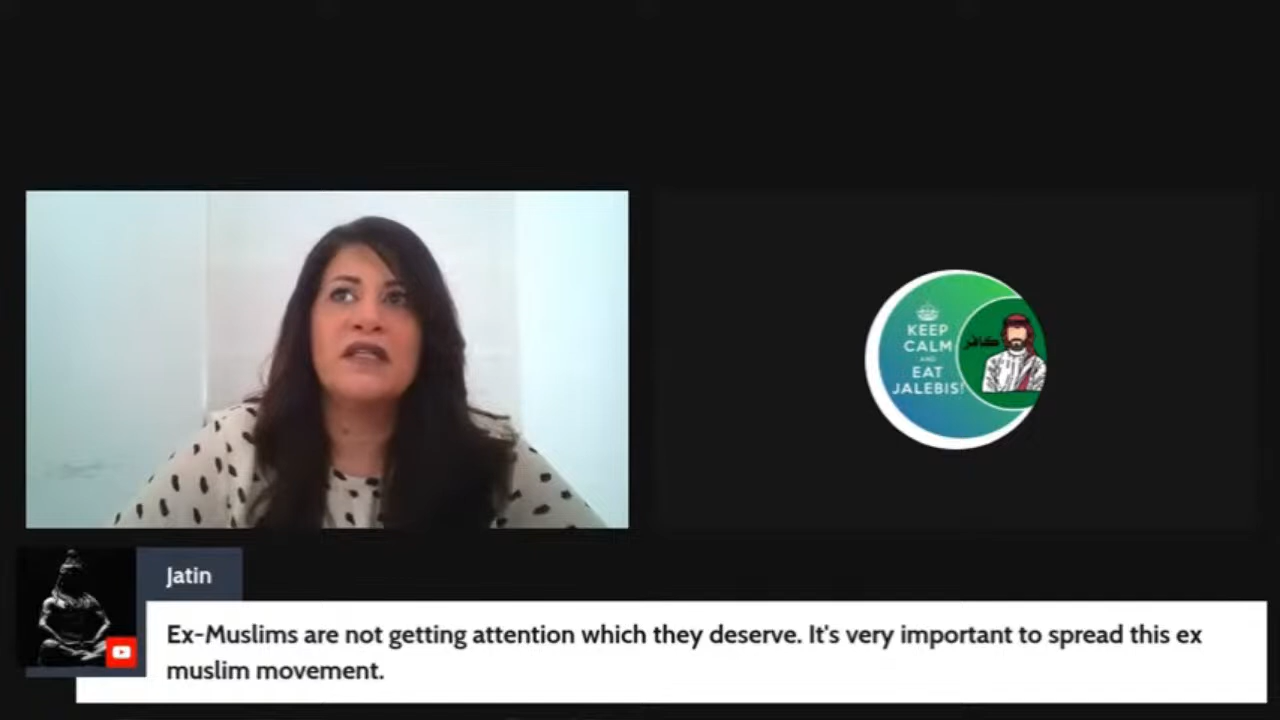 KEEP
CALM
AND
EAT
JALEBIS!
كافر
Jatin
Ex-Muslims are not getting attention which they deserve. It's very important to spread this ex
muslim movement.